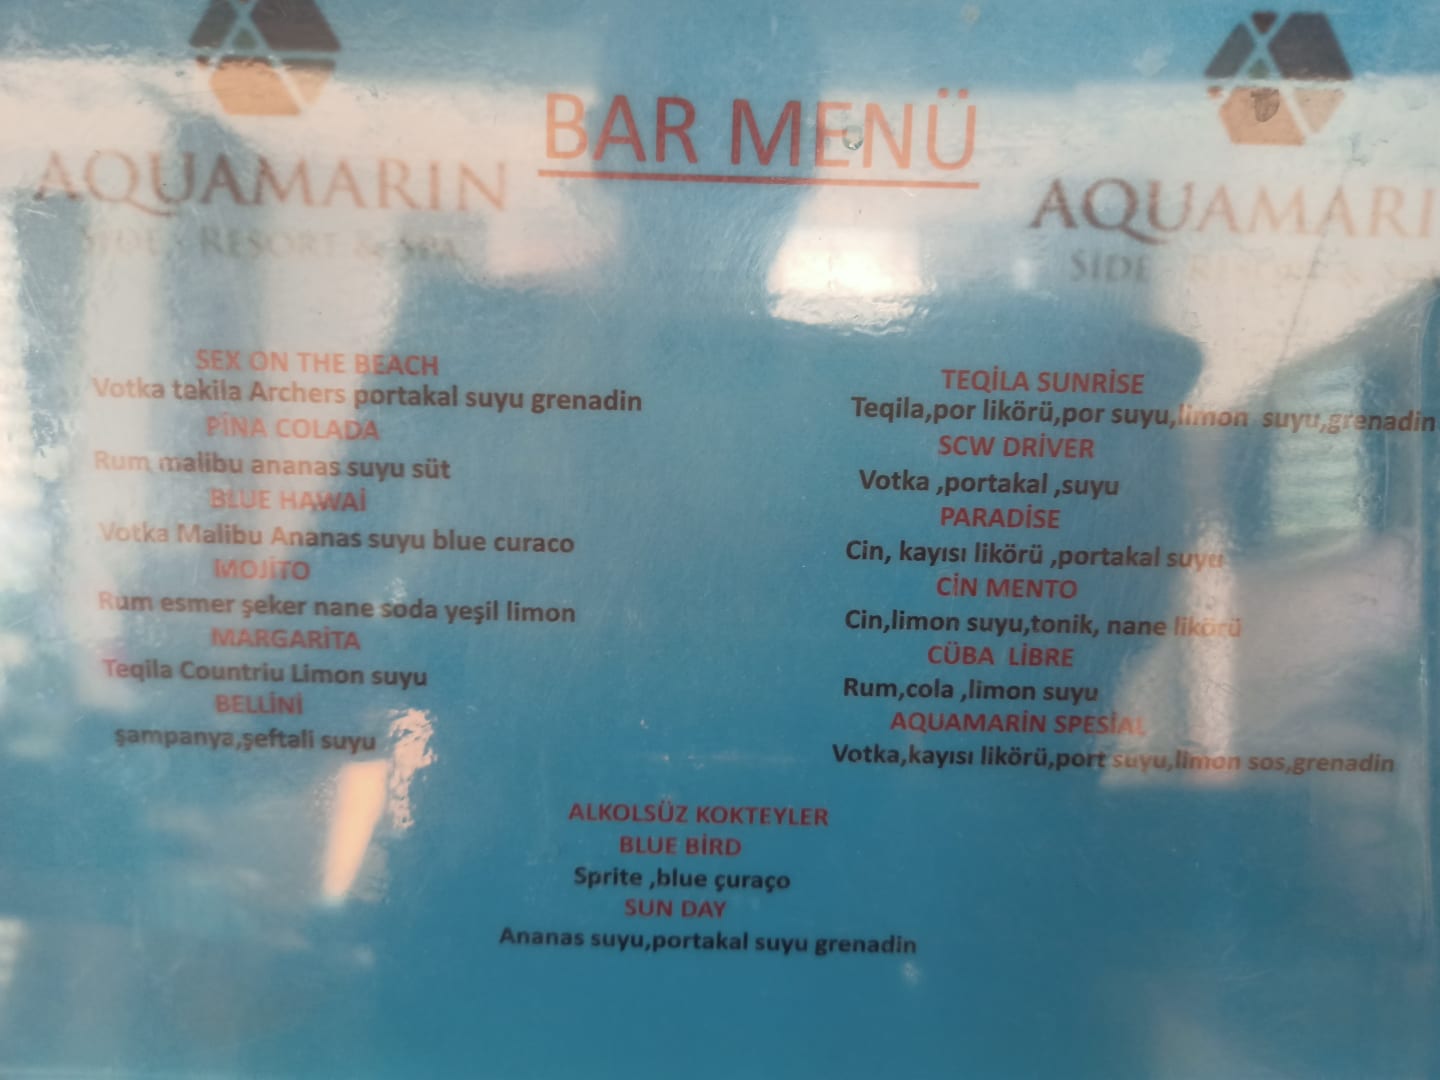 BAR MENÜ
AQUAMARIN
SIDE RESORT & SPA
AQUAMARI
SIDE RESORT & S
SEX ON THE BEACH
Votka tekila Archers portakal suyu grenadin
PİNA COLADA
Rum malibu ananas suyu süt
BLUE HAWAİ
Votka Malibu Ananas suyu blue curaco
MOJİTO
Rum esmer şeker nane soda yeşil limon
MARGARİTA
Teqila Countriu Limon suyu
BELLİNİ
şampanya,şeftali suyu
TEQİLA SUNRİSE
Teqila,por likörü,por suyu,limon suyu,grenadin
SCW DRİVER
Votka ,portakal ,suyu
PARADİSE
Cin, kayısı likörü ,portakal suyu
CİN MENTO
Cin,limon suyu,tonik, nane likörü
CÜBA LİBRE
Rum,cola ,limon suyu
AQUAMARİN SPESİAL
Votka,kayısı likörü,port suyu,limon sos,grenadin
ALKOLSÜZ KOKTEYLER
BLUE BİRD
Sprite ,blue çuraço
SUN DAY
Ananas suyu,portakal suyu grenadin